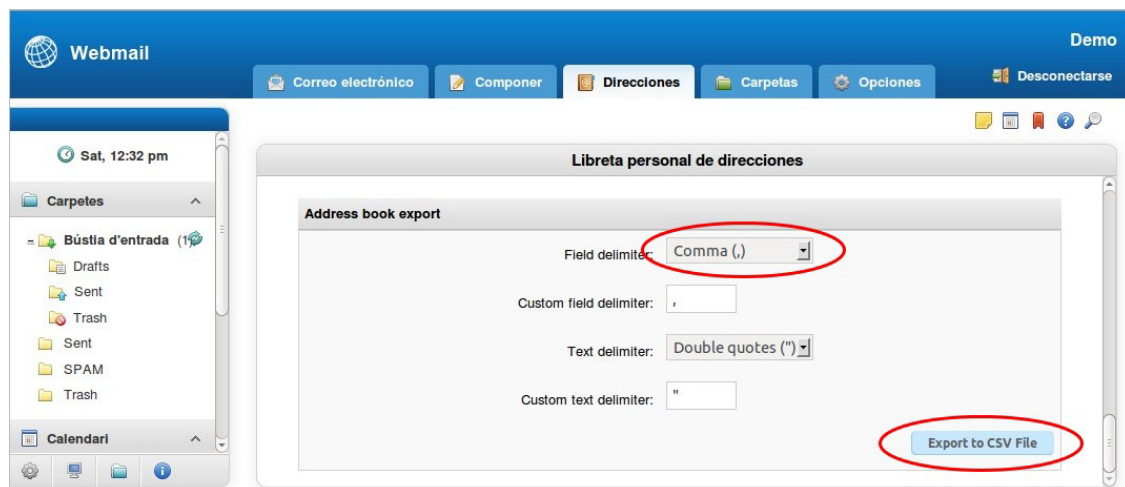 Webmail
Demo
Correo electrónico
Componer
Direcciones
Carpetas
Opciones
Desconectarse
Sat, 12:32 pm
Carpetes
Bústia d'entrada
Drafts
Sent
Trash
Sent
SPAM
Trash
Calendari
Libreta personal de direcciones
Address book export
Field delimiter: Comma (,)
Custom field delimiter: ,
Text delimiter: Double quotes (")
Custom text delimiter: "
Export to CSV File